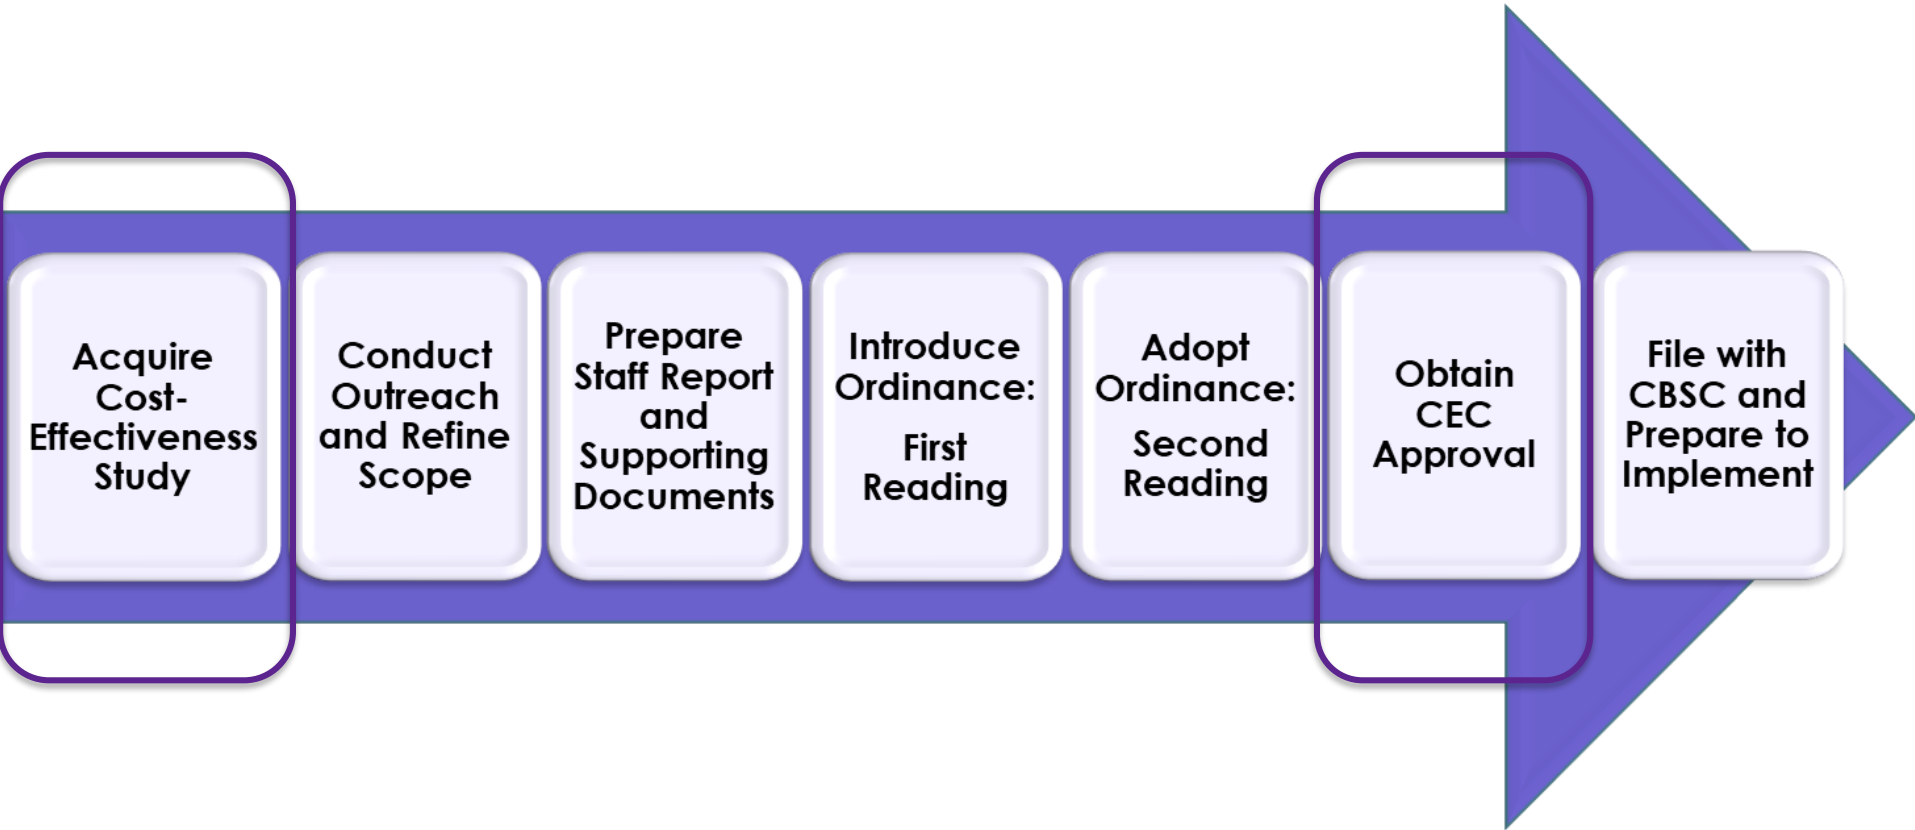 Acquire
Cost-
Effectiveness
Study
Conduct
Outreach
and Refine
Scope
Prepare
Staff Report
and
Supporting
Documents
Introduce
Ordinance:
First
Reading
Adopt
Ordinance:
Second
Reading
Obtain
CEC
Approval
File with
CBSC and
Prepare to
Implement